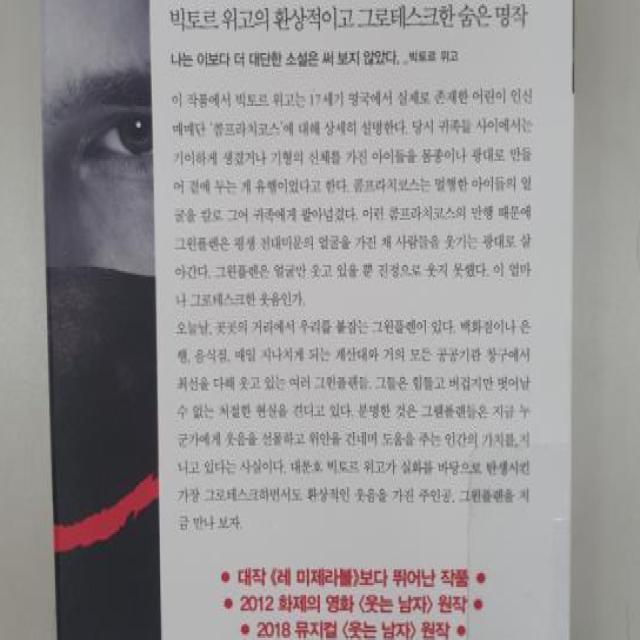 빅토르 위고의 환상적이고 그로테스크한 숨은 명작
나는 이보다 더 대단한 소설은 써 보지 않았다. _빅토르 위고
이 작품에서 빅토르 위고는 17세기 영국에서 실제로 존재한 어린이 인신
매매단 '콤프라치코스'에 대해 상세히 설명한다. 당시 귀족들 사이에서는
기이하게 생겼거나 기형의 신체를 가진 아이들을 몸종이나 광대로 만들
어 곁에 두는 게 유행이었다고 한다. 콤프라치코스는 멀쩡한 아이들의 얼
굴을 칼로 그어 귀족에게 팔아넘겼다. 이런 콤프라치코스의 만행 때문에
그윈플렌은 평생 전대미문의 얼굴을 가진 채 사람들을 웃기는 광대로 살
아간다. 그윈플렌은 얼굴만 웃고 있을 뿐 진정으로 웃지 못했다. 이 얼마
나 그로테스크한 웃음인가.
오늘날, 곳곳의 거리에서 우리를 붙잡는 그윈플렌이 있다. 백화점이나 은
행, 음식점, 매일 지나치게 되는 계산대와 거의 모든 공공기관 창구에서
최선을 다해 웃고 있는 여러 그윈플렌들. 그들은 힘들고 버겁지만 벗어날
수 없는 처절한 현실을 견디고 있다. 분명한 것은 그웬플렌들은 지금 누
군가에게 웃음을 선물하고 위안을 건네며 도움을 주는 인간의 가치를 지
니고 있다는 사실이다. 대문호 빅토르 위고가 실화를 바탕으로 탄생시킨
가장 그로테스크하면서도 환상적인 웃음을 가진 주인공, 그윈플렌을 지
금 만나 보자.
● 대작 《레 미제라블》보다 뛰어난 작품 ●
● 2012 화제의 영화 〈웃는 남자〉 원작 ●
● 2018 뮤지컬 〈웃는 남자〉 원작 ●